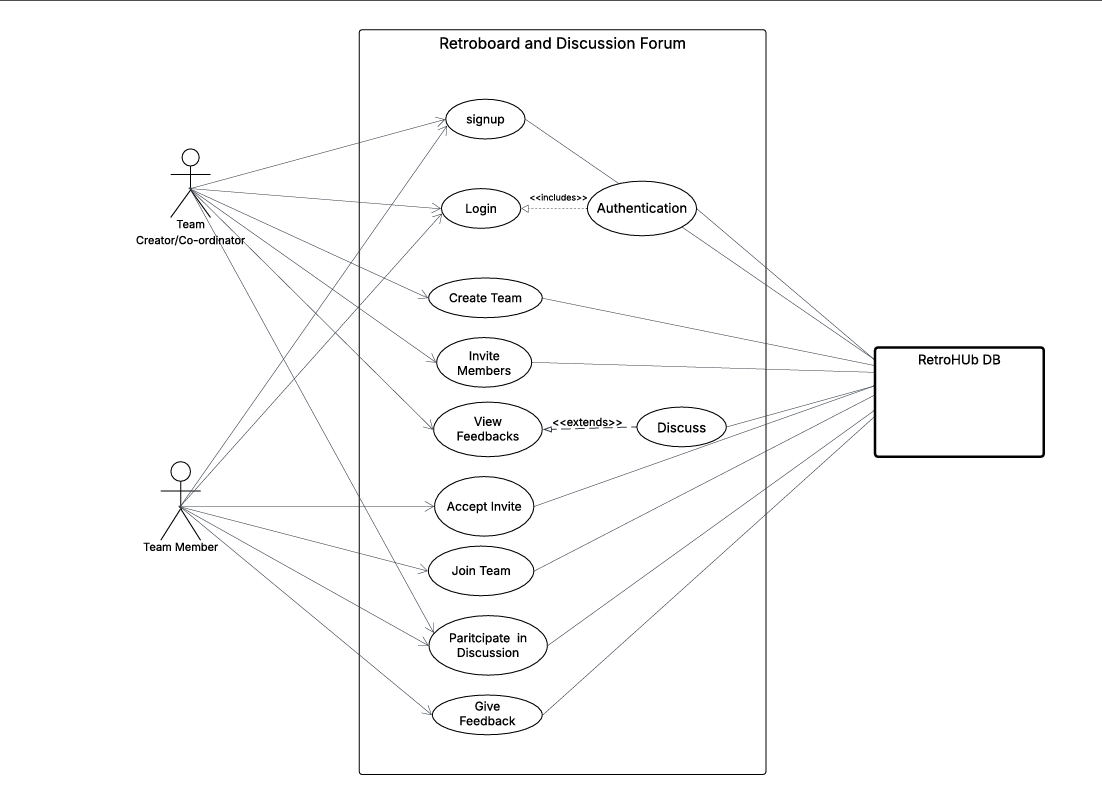 Retroboard and Discussion Forum
signup
Team
Creator/Co-ordinator
Login
<<includes>>
Authentication
Create Team
Invite
Members
RetroHUb DB
View
Feedbacks
<<extends>>
Discuss
Accept Invite
Team Member
Join Team
Paritcipate in
Discussion
Give
Feedback